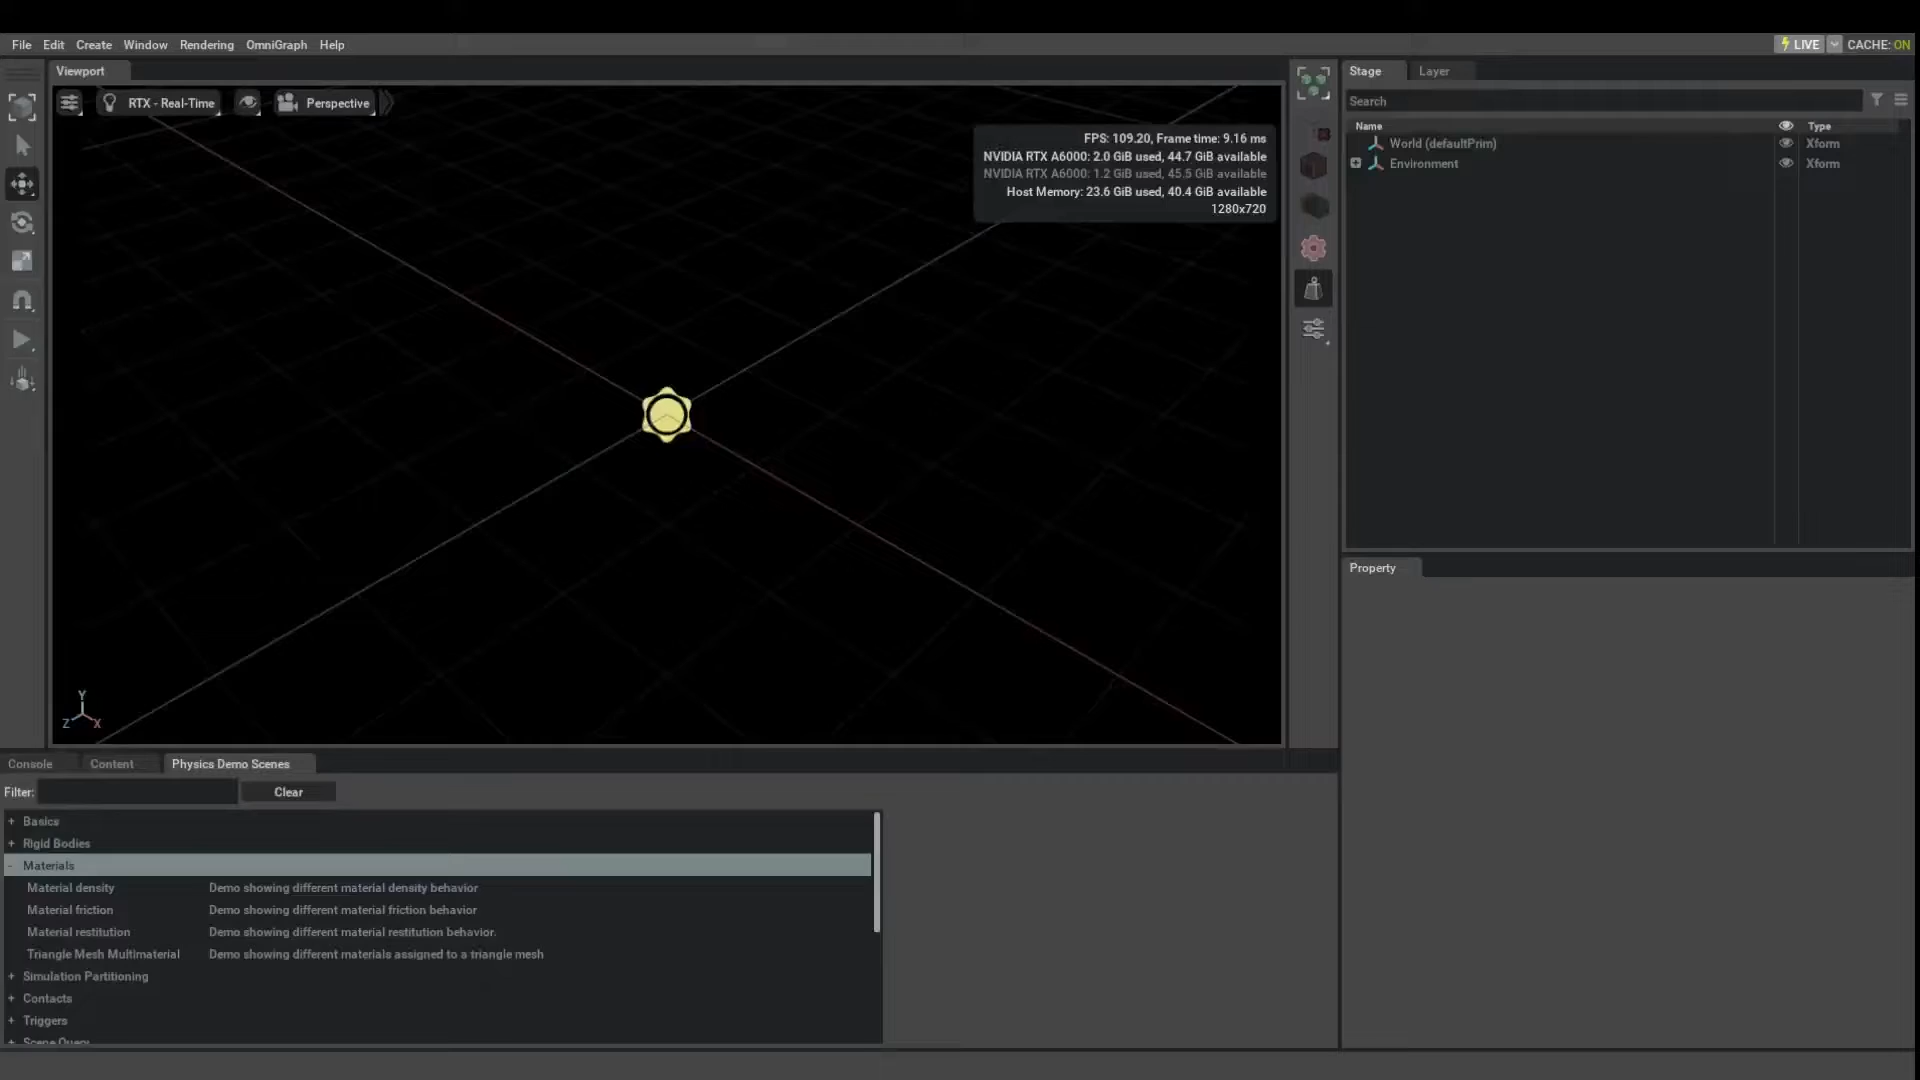 File Edit Create Window Rendering OmniGraph Help
LIVE CACHE: ON
Viewport
RTX - Real-Time
Perspective
FPS: 109.20, Frame time: 9.16 ms
NVIDIA RTX A6000: 2.0 GiB used, 44.7 GiB available
NVIDIA RTX A6000: 1.2 GiB used, 45.5 GiB available
Host Memory: 23.6 GiB used, 40.4 GiB available
1280x720
Y
Z X
Stage Layer
Search
Name Type
World (defaultPrim) Xform
Environment Xform
Property
Console Content Physics Demo Scenes
Filter: Clear
+ Basics
+ Rigid Bodies
- Materials
Material density Demo showing different material density behavior
Material friction Demo showing different material friction behavior
Material restitution Demo showing different material restitution behavior.
Triangle Mesh Multimaterial Demo showing different materials assigned to a triangle mesh
+ Simulation Partitioning
+ Contacts
+ Triggers
+ Scene Query